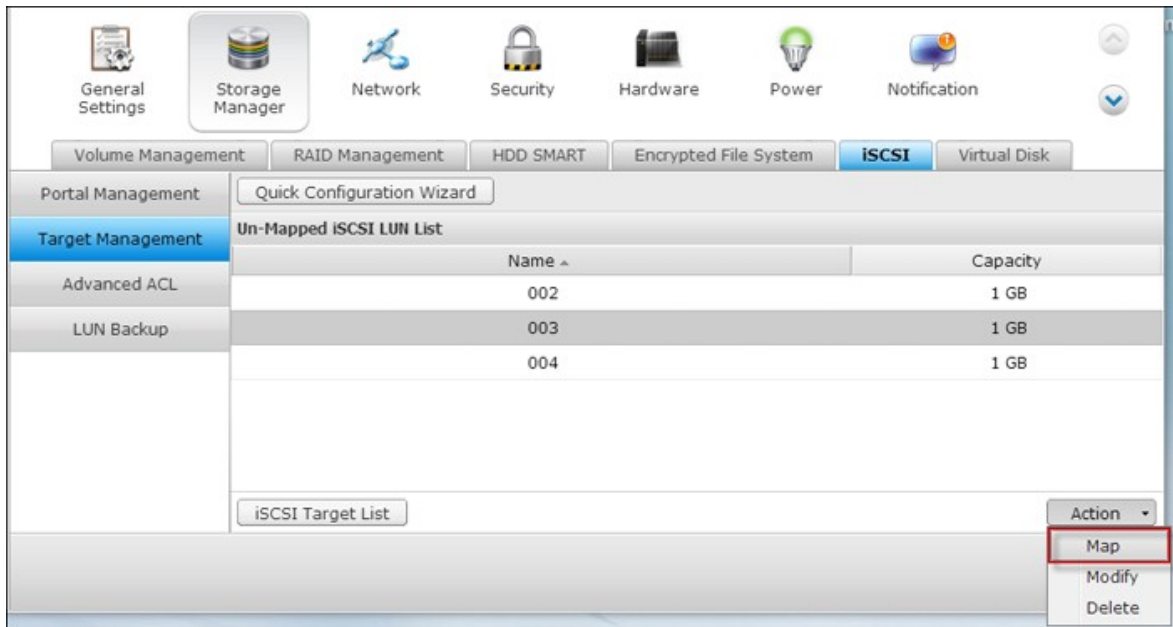 General Settings
Storage Manager
Network
Security
Hardware
Power
Notification
Volume Management
RAID Management
HDD SMART
Encrypted File System
iSCSI
Virtual Disk
Portal Management
Target Management
Advanced ACL
LUN Backup
Quick Configuration Wizard
Un-Mapped iSCSI LUN List
Name
Capacity
002
1 GB
003
1 GB
004
1 GB
iSCSI Target List
Action
Map
Modify
Delete